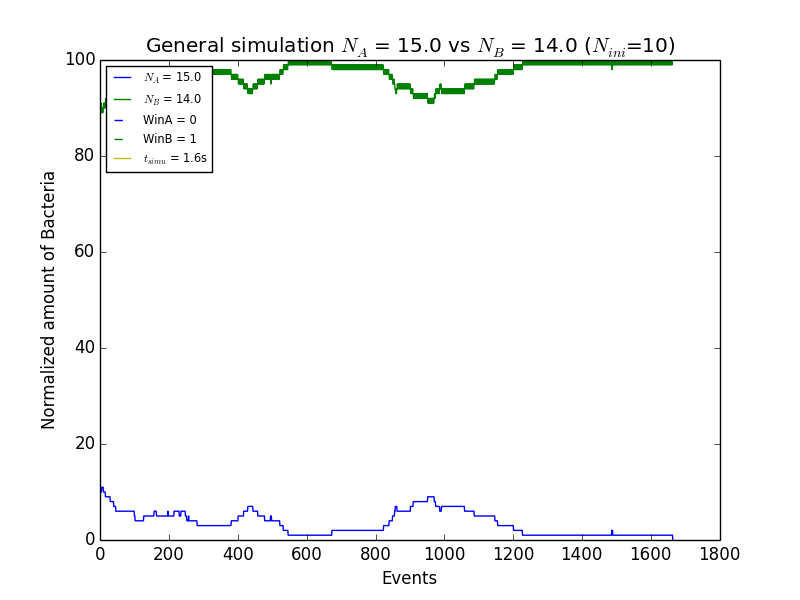 General simulation N_A = 15.0 vs N_B = 14.0 (N_ini=10)
100
80
60
40
20
0
Normalized amount of Bacteria
N_A = 15.0
N_B = 14.0
WinA = 0
WinB = 1
t_simu = 1.6s
0 200 400 600 800 1000 1200 1400 1600 1800
Events